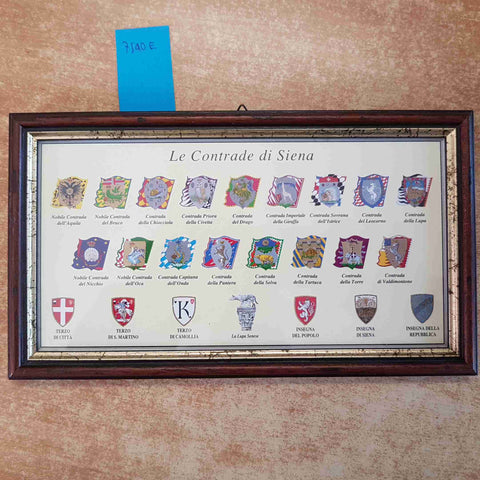 7590 E
Le Contrade di Siena
Nobile Contrada dell'Aquila
Nobile Contrada del Bruco
Contrada della Chiocciola
Contrada Priora della Civetta
Contrada del Drago
Contrada Imperiale della Giraffa
Contrada Sovrana dell'Istrice
Contrada del Leocorno
Contrada della Lupa
Nobile Contrada del Nicchio
Nobile Contrada dell'Oca
Contrada Capitana dell'Onda
Contrada della Pantera
Contrada della Selva
Contrada della Tartuca
Contrada della Torre
Contrada di Valdimontone
TERZO DI CITTÀ
TERZO DI S. MARTINO
K
TERZO DI CAMOLLIA
La Lupa Senese
INSEGNA DEL POPOLO
INSEGNA DI SIENA
INSEGNA DELLA REPUBBLICA